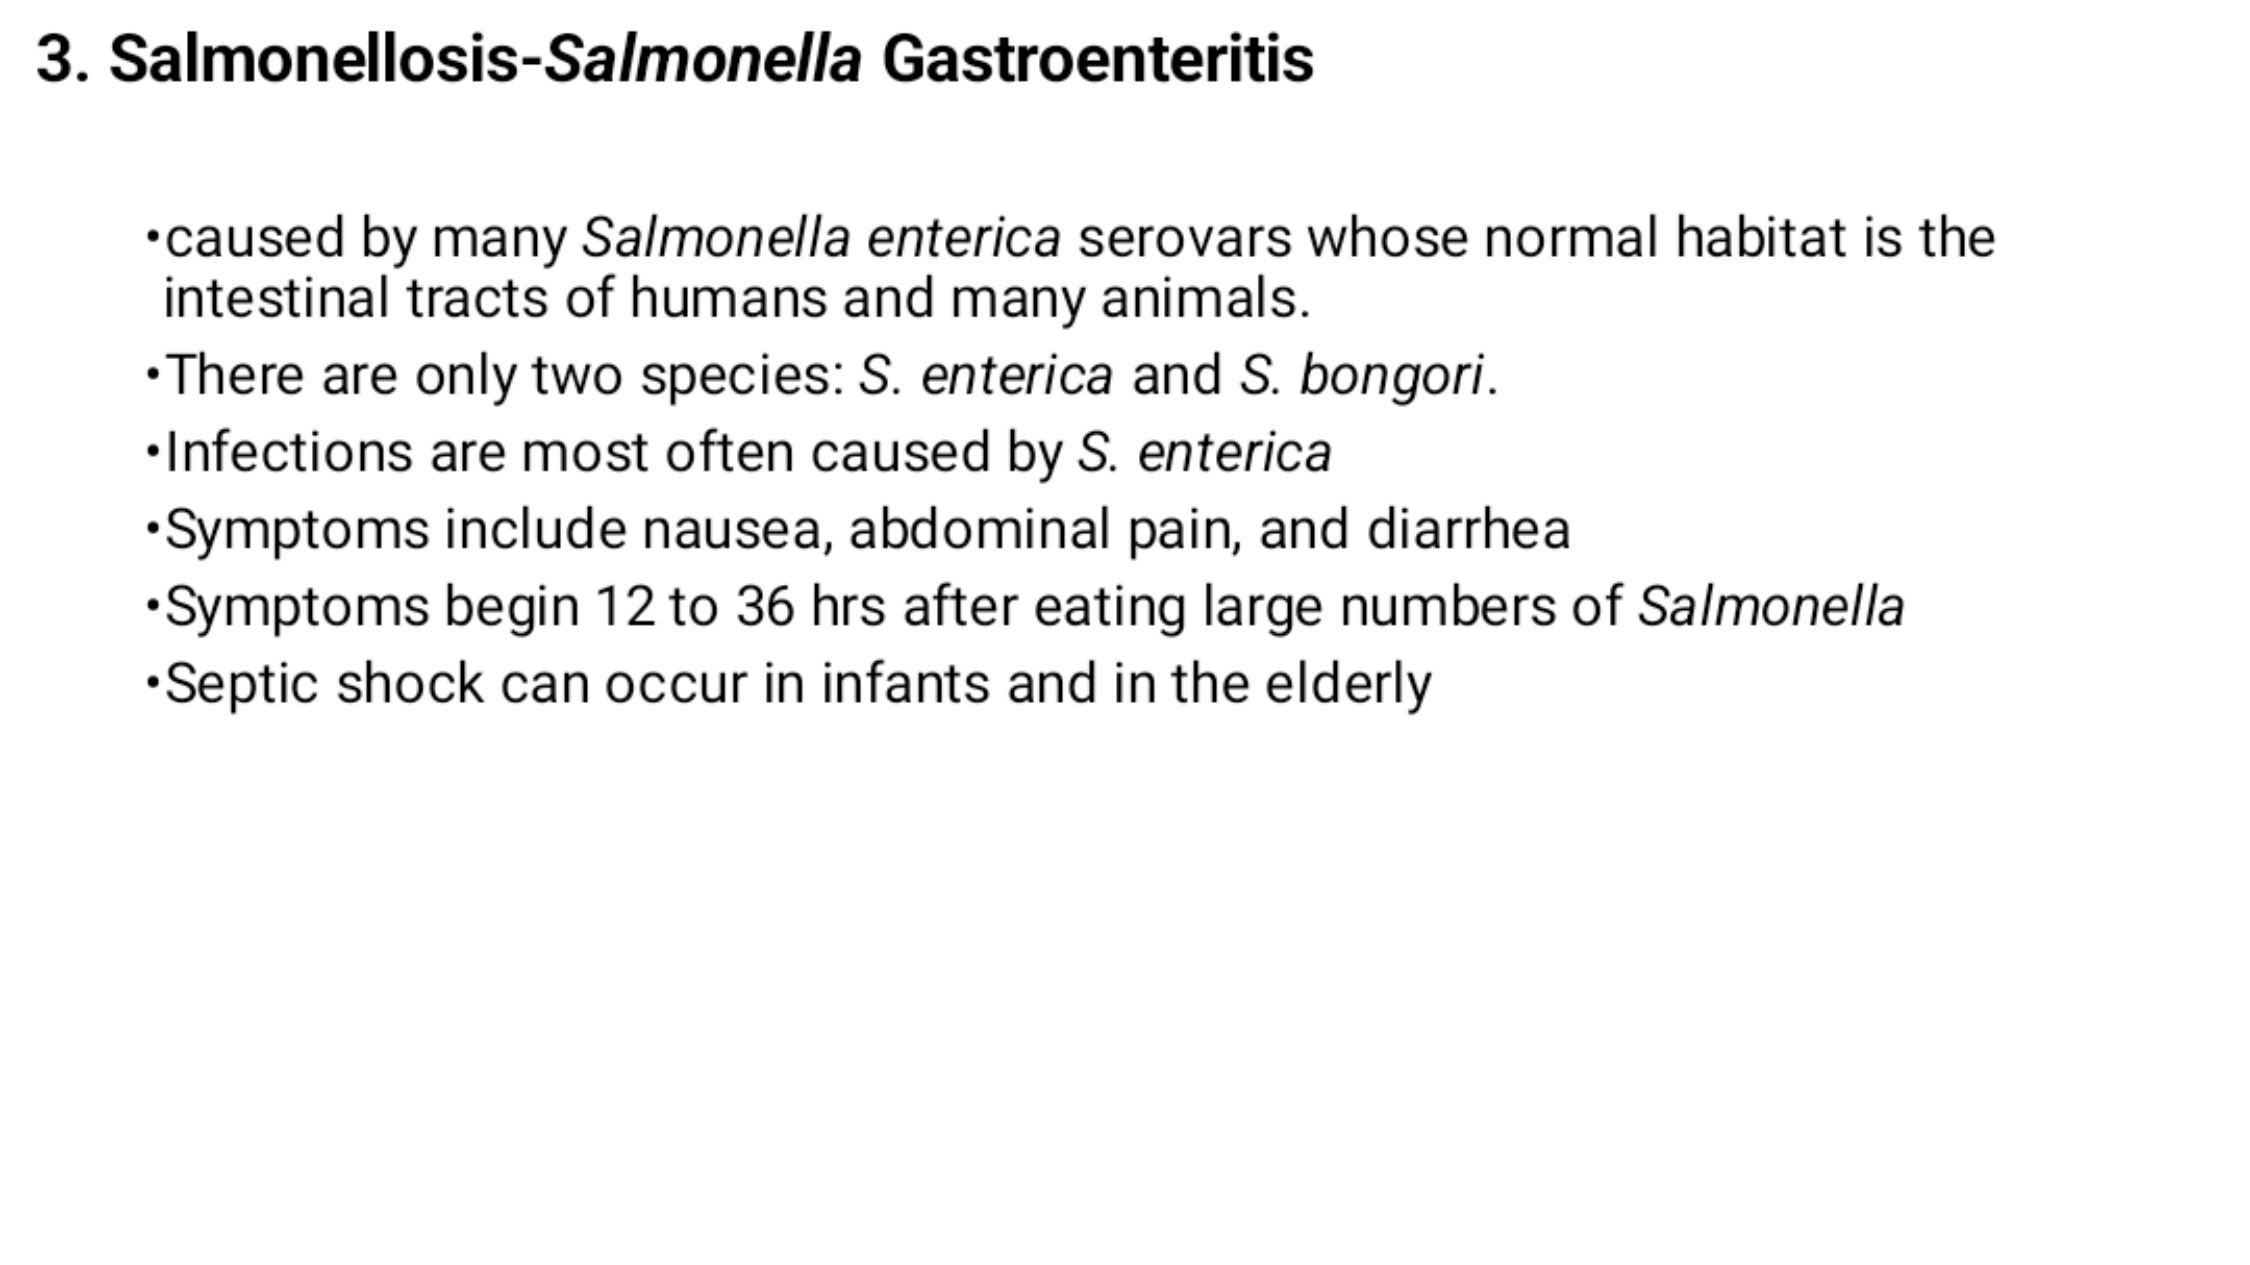 3. Salmonellosis-Salmonella Gastroenteritis
•caused by many Salmonella enterica serovars whose normal habitat is the
intestinal tracts of humans and many animals.
•There are only two species: S. enterica and S. bongori.
•Infections are most often caused by S. enterica
•Symptoms include nausea, abdominal pain, and diarrhea
•Symptoms begin 12 to 36 hrs after eating large numbers of Salmonella
•Septic shock can occur in infants and in the elderly